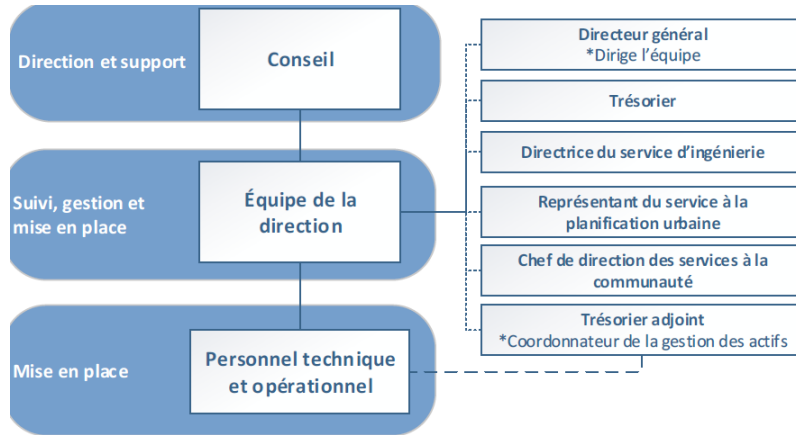 Direction et support
Conseil
Suivi, gestion et
mise en place
Équipe de la
direction
Mise en place
Personnel technique
et opérationnel
Directeur général
*Dirige l'équipe
Trésorier
Directrice du service d'ingénierie
Représentant du service à la
planification urbaine
Chef de direction des services à la
communauté
Trésorier adjoint
*Coordonnateur de la gestion des actifs